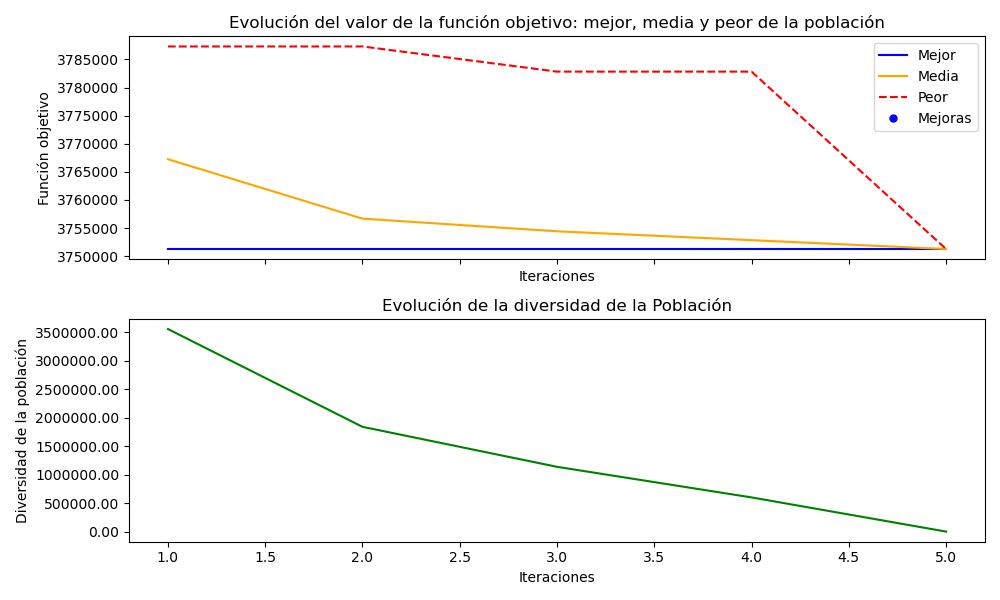 Evolución del valor de la función objetivo: mejor, media y peor de la población
Función objetivo
3785000
3780000
3775000
3770000
3765000
3760000
3755000
3750000
Mejor
Media
Peor
Mejoras
Iteraciones
Evolución de la diversidad de la Población
Diversidad de la población
3500000.00
3000000.00
2500000.00
2000000.00
1500000.00
1000000.00
500000.00
0.00
1.0 1.5 2.0 2.5 3.0 3.5 4.0 4.5 5.0
Iteraciones